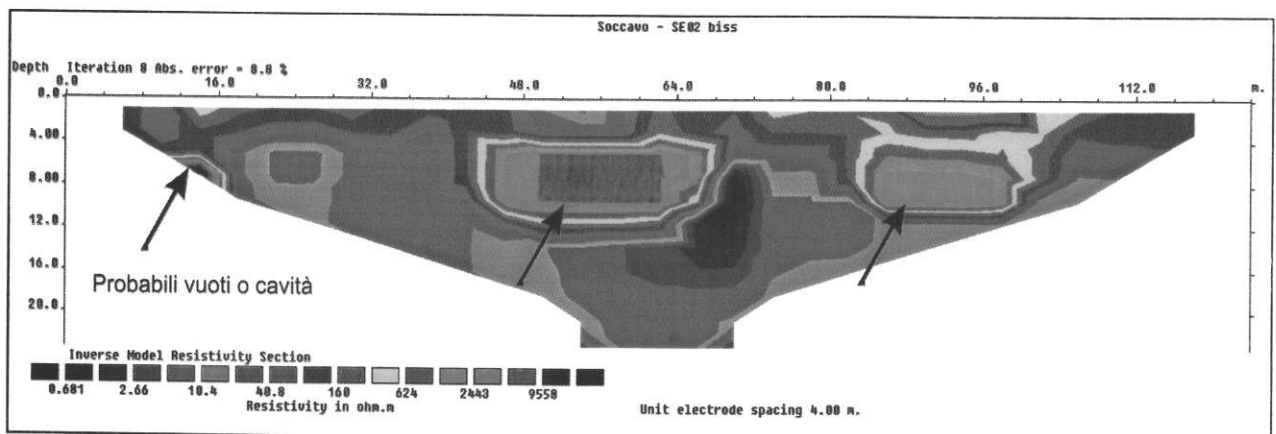 Soccavo - SE02 biss
Depth Iteration 8 Abs. error = 8.8 %
0.0 16.0 32.0 48.0 64.0 80.0 96.0 112.0 m.
0.0
4.00
8.00
12.0
16.0
20.0
Probabili vuoti o cavità
Inverse Model Resistivity Section
0.681 2.66 10.4 40.8 160 624 2443 9558
Resistivity in ohm.m
Unit electrode spacing 4.00 m.